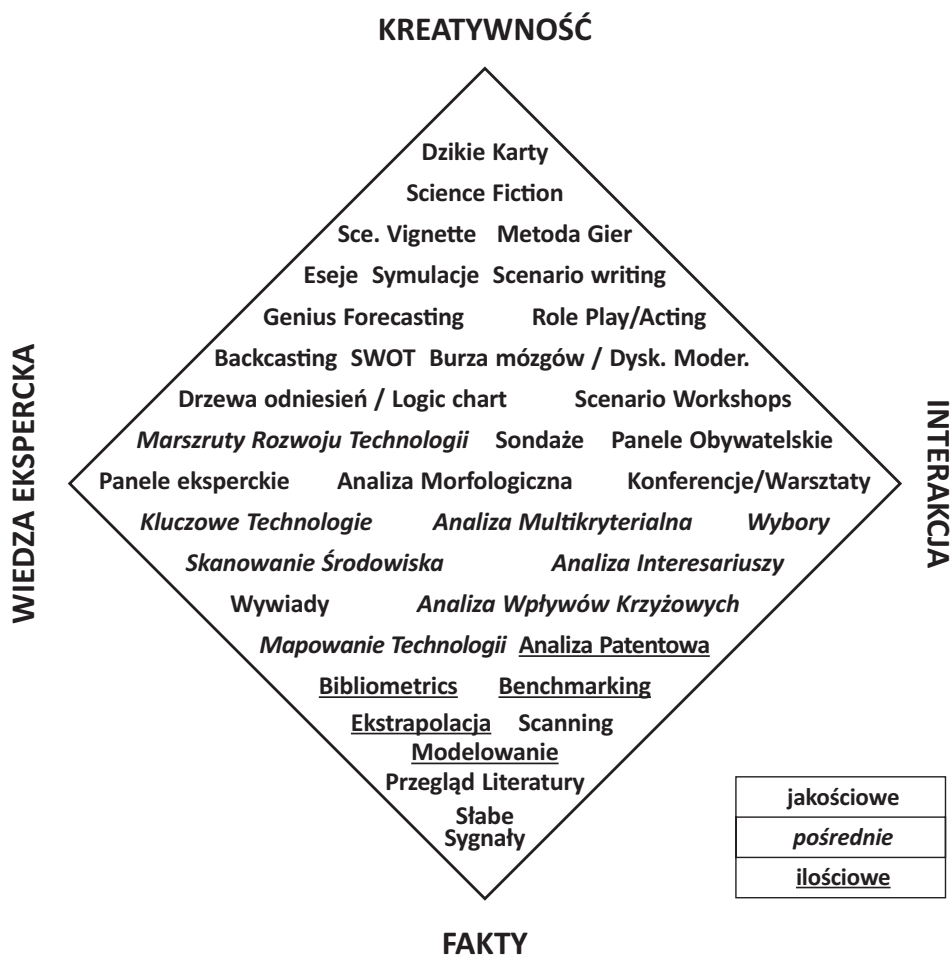 KREATYWNOŚĆ
Dzikie Karty
Science Fiction
Sce. Vignette Metoda Gier
Eseje Symulacje Scenario writing
Genius Forecasting Role Play/Acting
Backcasting SWOT Burza mózgów / Dysk. Moder.
Drzewa odniesień / Logic chart Scenario Workshops
Marszruty Rozwoju Technologii Sondaże Panele Obywatelskie
Panele eksperckie Analiza Morfologiczna Konferencje/Warsztaty
Kluczowe Technologie Analiza Multikryterialna Wybory
Skanowanie Środowiska Analiza Interesariuszy
Wywiady Analiza Wpływów Krzyżowych
Mapowanie Technologii Analiza Patentowa
Bibliometrics Benchmarking
Ekstrapolacja Scanning
Modelowanie
Przegląd Literatury
Słabe
Sygnały
WIEDZA EKSPERCKA
INTERAKCJA
FAKTY
jakościowe
pośrednie
ilościowe